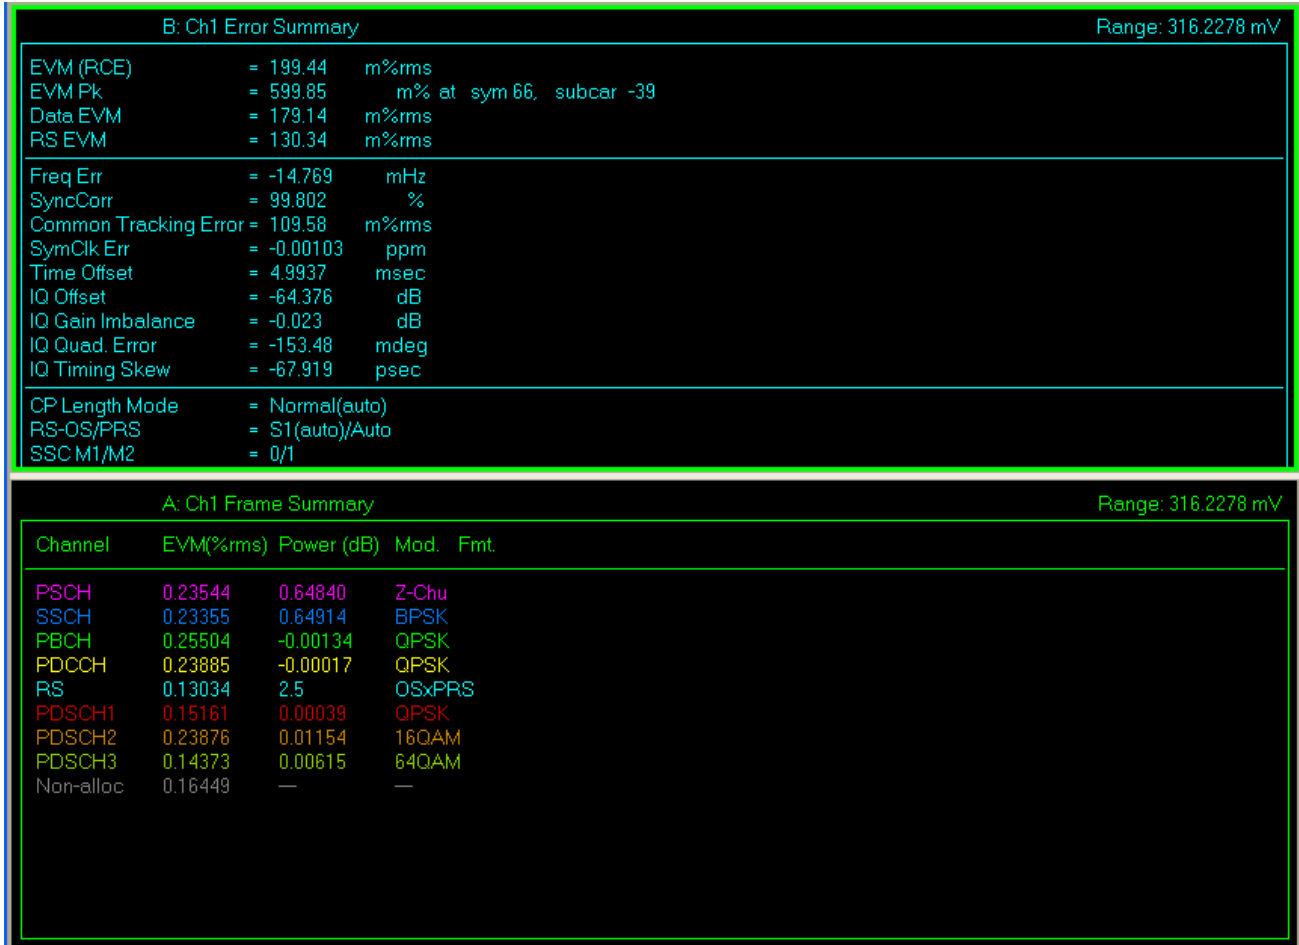 B: Ch1 Error Summary Range: 316.2278 mV
EVM (RCE) = 199.44 m%rms
EVM Pk = 599.85 m% at sym 66, subcar -39
Data EVM = 179.14 m%rms
RS EVM = 130.34 m%rms
Freq Err = -14.769 mHz
SyncCorr = 99.802 %
Common Tracking Error = 109.58 m%rms
SymClk Err = -0.00103 ppm
Time Offset = 4.9937 msec
IQ Offset = -64.376 dB
IQ Gain Imbalance = -0.023 dB
IQ Quad. Error = -153.48 mdeg
IQ Timing Skew = -67.919 psec
CP Length Mode = Normal(auto)
RS-OS/PRS = S1(auto)/Auto
SSC M1/M2 = 0/1
A: Ch1 Frame Summary Range: 316.2278 mV
Channel EVM(%rms) Power (dB) Mod. Fmt.
PSCH 0.23544 0.64840 Z-Chu
SSCH 0.23355 0.64914 BPSK
PBCH 0.25504 -0.00134 QPSK
PDCCH 0.23885 -0.00017 QPSK
RS 0.13034 2.5 OSxPRS
PDSCH1 0.15161 0.00039 QPSK
PDSCH2 0.23876 0.01154 16QAM
PDSCH3 0.14373 0.00615 64QAM
Non-alloc 0.16449 — —